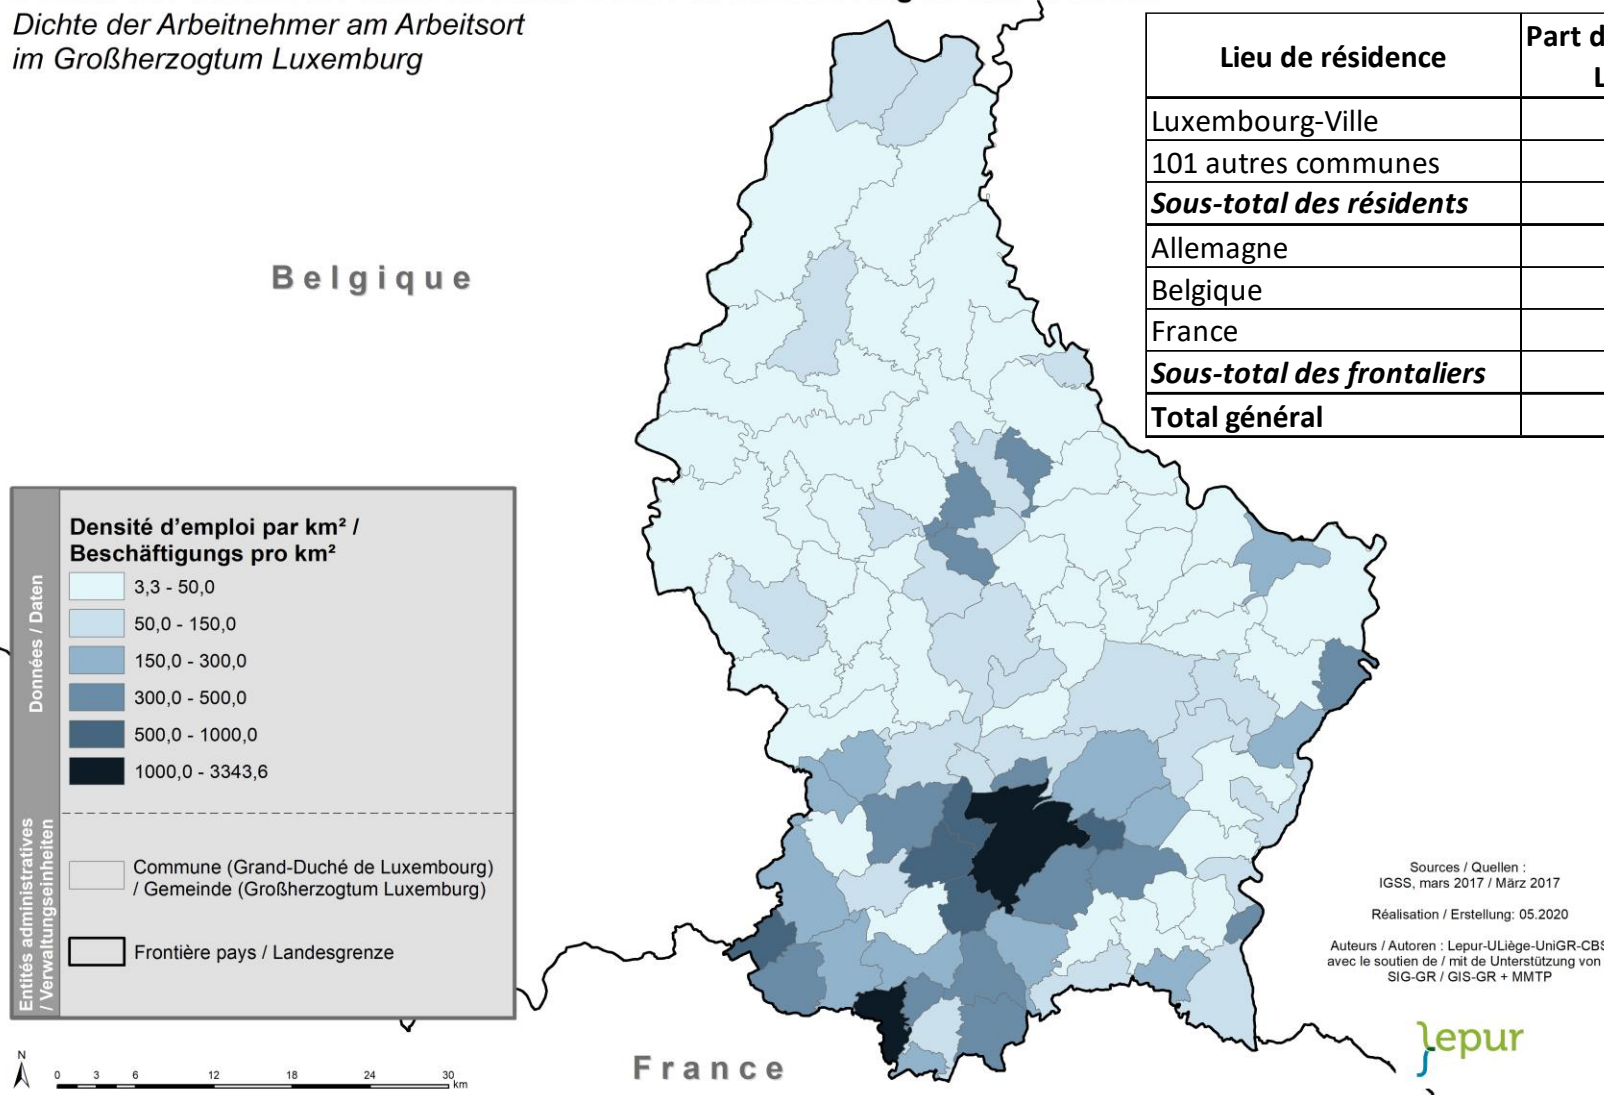 Dichte der Arbeitnehmer am Arbeitsort
im Großherzogtum Luxemburg
Lieu de résidence
Part d
L
Luxembourg-Ville
101 autres communes
Sous-total des résidents
Allemagne
Belgique
France
Sous-total des frontaliers
Total général
Belgique
Données / Daten
Densité d’emploi par km² /
Beschäftigungs pro km²
3,3 - 50,0
50,0 - 150,0
150,0 - 300,0
300,0 - 500,0
500,0 - 1000,0
1000,0 - 3343,6
Entités administratives
/ Verwaltungseinheiten
Commune (Grand-Duché de Luxembourg)
/ Gemeinde (Großherzogtum Luxemburg)
Frontière pays / Landesgrenze
Sources / Quellen :
IGSS, mars 2017 / März 2017
Réalisation / Erstellung: 05.2020
Auteurs / Autoren : Lepur-ULiège-UniGR-CBS
avec le soutien de / mit de Unterstützung von
SIG-GR / GIS-GR + MMTP
lepur
France
N
0 3 6 12 18 24 30
km